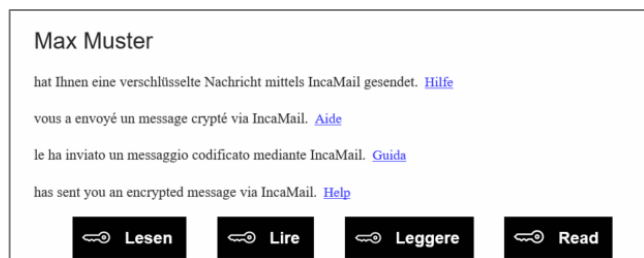 Max Muster
hat Ihnen eine verschlüsselte Nachricht mittels IncaMail gesendet. Hilfe
vous a envoyé un message crypté via IncaMail. Aide
le ha inviato un messaggio codificato mediante IncaMail. Guida
has sent you an encrypted message via IncaMail. Help
Lesen Lire Leggere Read